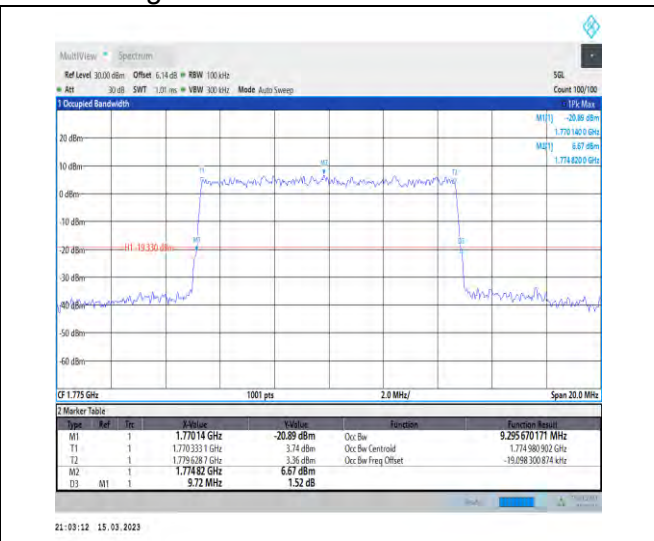 MultiView Spectrum
Ref Level 30.00 dBm Offset 6.14 dB RBW 100 kHz SGL
Att 30 dB SWT 1.01 ms VBW 300 kHz Mode Auto Sweep Count 100/100
1 Occupied Bandwidth 1Pk Max
M1[1] -20.89 dBm
1.770 140 0 GHz
M2[1] 6.67 dBm
1.774 820 0 GHz
20 dBm
10 dBm
T1 M2 T2
0 dBm
-10 dBm
-20 dBm H1 -19.330 dBm M1 D3
-30 dBm
-40 dBm
-50 dBm
-60 dBm
CF 1.775 GHz 1001 pts 2.0 MHz/ Span 20.0 MHz
2 Marker Table
Type Ref Trc X-Value Y-Value Function Function Result
M1 1 1.77014 GHz -20.89 dBm Occ Bw 9.295 670 171 MHz
T1 1 1.770 333 1 GHz 3.74 dBm Occ Bw Centroid 1.774 980 902 GHz
T2 1 1.779 628 7 GHz 3.36 dBm Occ Bw Freq Offset -19.098 300 874 kHz
M2 1 1.77482 GHz 6.67 dBm
D3 M1 1 9.72 MHz 1.52 dB
21:03:12 15.03.2023